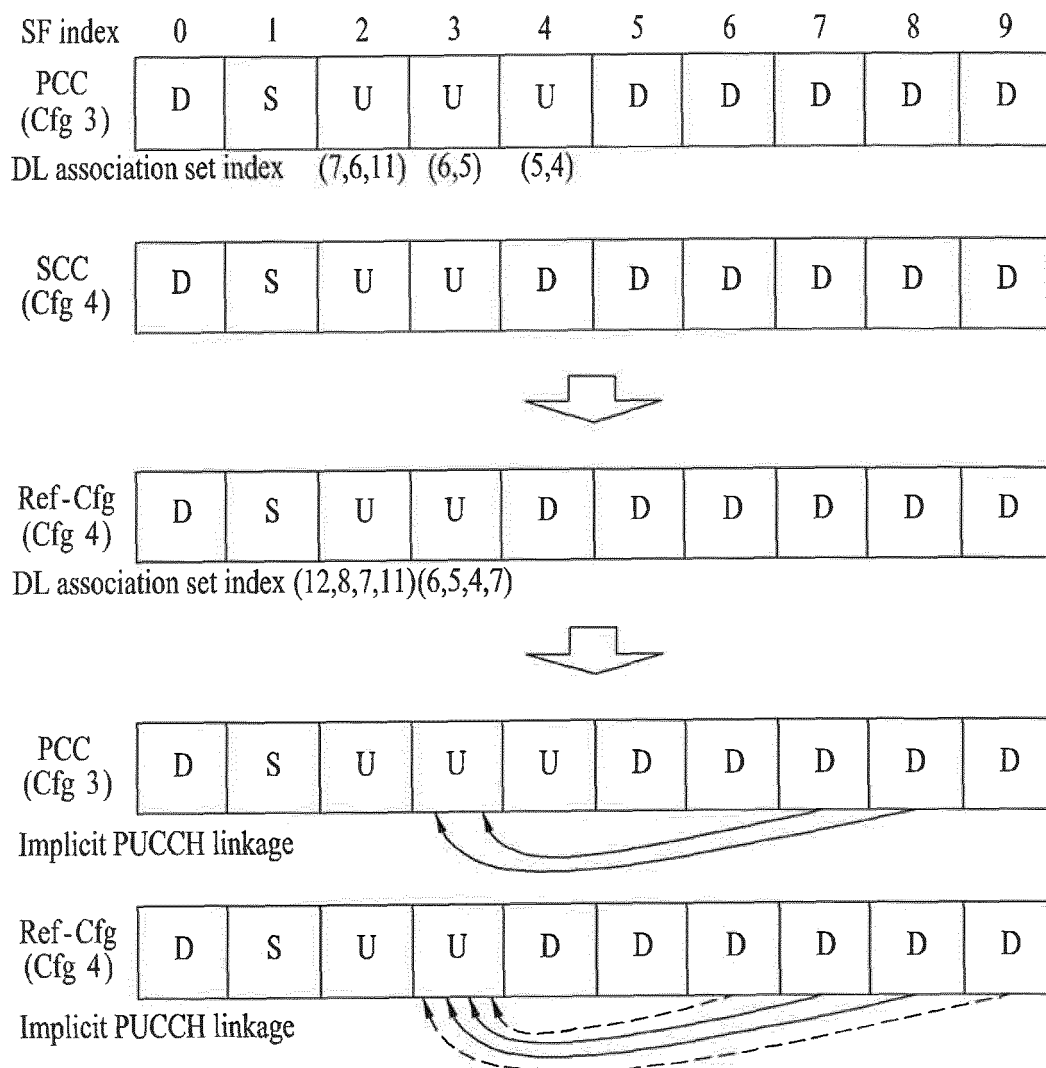 SF index 0 1 2 3 4 5 6 7 8 9
PCC
(Cfg 3)
D S U U U D D D D D
DL association set index (7,6,11) (6,5) (5,4)
SCC
(Cfg 4)
D S U U D D D D D D
Ref-Cfg
(Cfg 4)
D S U U D D D D D D
DL association set index (12,8,7,11)(6,5,4,7)
PCC
(Cfg 3)
D S U U U D D D D D
Implicit PUCCH linkage
Ref-Cfg
(Cfg 4)
D S U U D D D D D D
Implicit PUCCH linkage